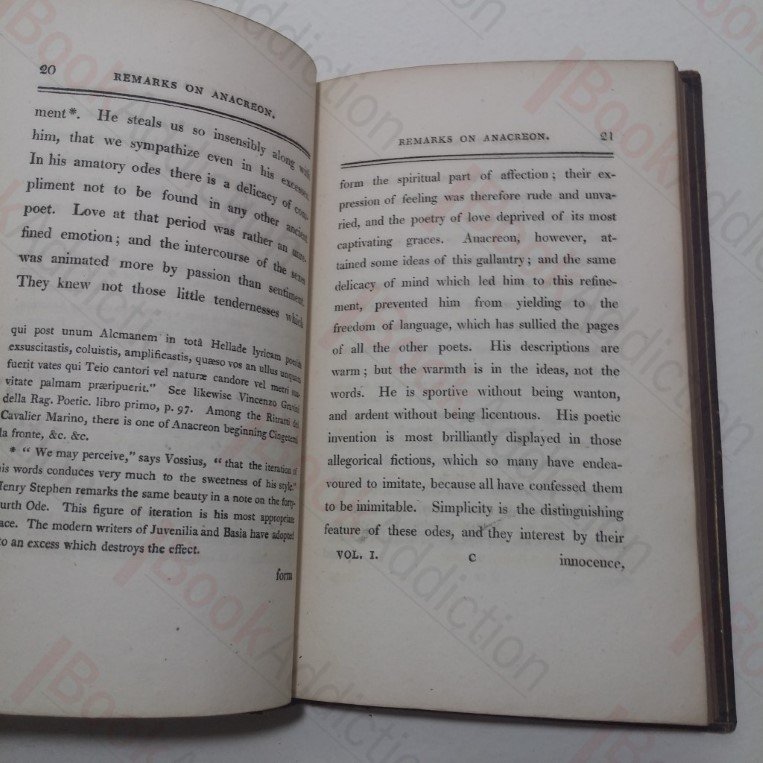 20
REMARKS ON ANACREON.
ment*. He steals us so insensibly along with
him, that we sympathize even in his excesses.
In his amatory odes there is a delicacy of com-
pliment not to be found in any other ancient
poet. Love at that period was rather an unre-
fined emotion; and the intercourse of the sexes
was animated more by passion than sentiment.
They knew not those little tendernesses which
qui post unum Alcmanem in totâ Hellade lyricam
exsuscitastis, coluistis, amplificastis, quæso vos an ullus unquam
fuerit vates qui Teio cantori vel naturæ candore vel metri sua-
vitate palmam præripuerit." See likewise Vincenzo Gravini
della Rag. Poetic. libro primo, p. 97. Among the Ritratti del
Cavalier Marino, there is one of Anacreon beginning Cingetemi
la fronte, &c. &c.
* "We may perceive," says Vossius, "that the iteration of
his words conduces very much to the sweetness of his style."
Henry Stephen remarks the same beauty in a note on the forty-
fourth Ode. This figure of iteration is his most appropriate
grace. The modern writers of Juvenilia and Basia have adopted
to an excess which destroys the effect.
form
REMARKS ON ANACREON.
21
form the spiritual part of affection; their ex-
pression of feeling was therefore rude and unva-
ried, and the poetry of love deprived of its most
captivating graces. Anacreon, however, at-
tained some ideas of this gallantry; and the same
delicacy of mind which led him to this refine-
ment, prevented him from yielding to the
freedom of language, which has sullied the pages
of all the other poets. His descriptions are
warm; but the warmth is in the ideas, not the
words. He is sportive without being wanton,
and ardent without being licentious. His poetic
invention is most brilliantly displayed in those
allegorical fictions, which so many have endea-
voured to imitate, because all have confessed them
to be inimitable. Simplicity is the distinguishing
feature of these odes, and they interest by their
VOL. I. C innocence,
BookAddiction